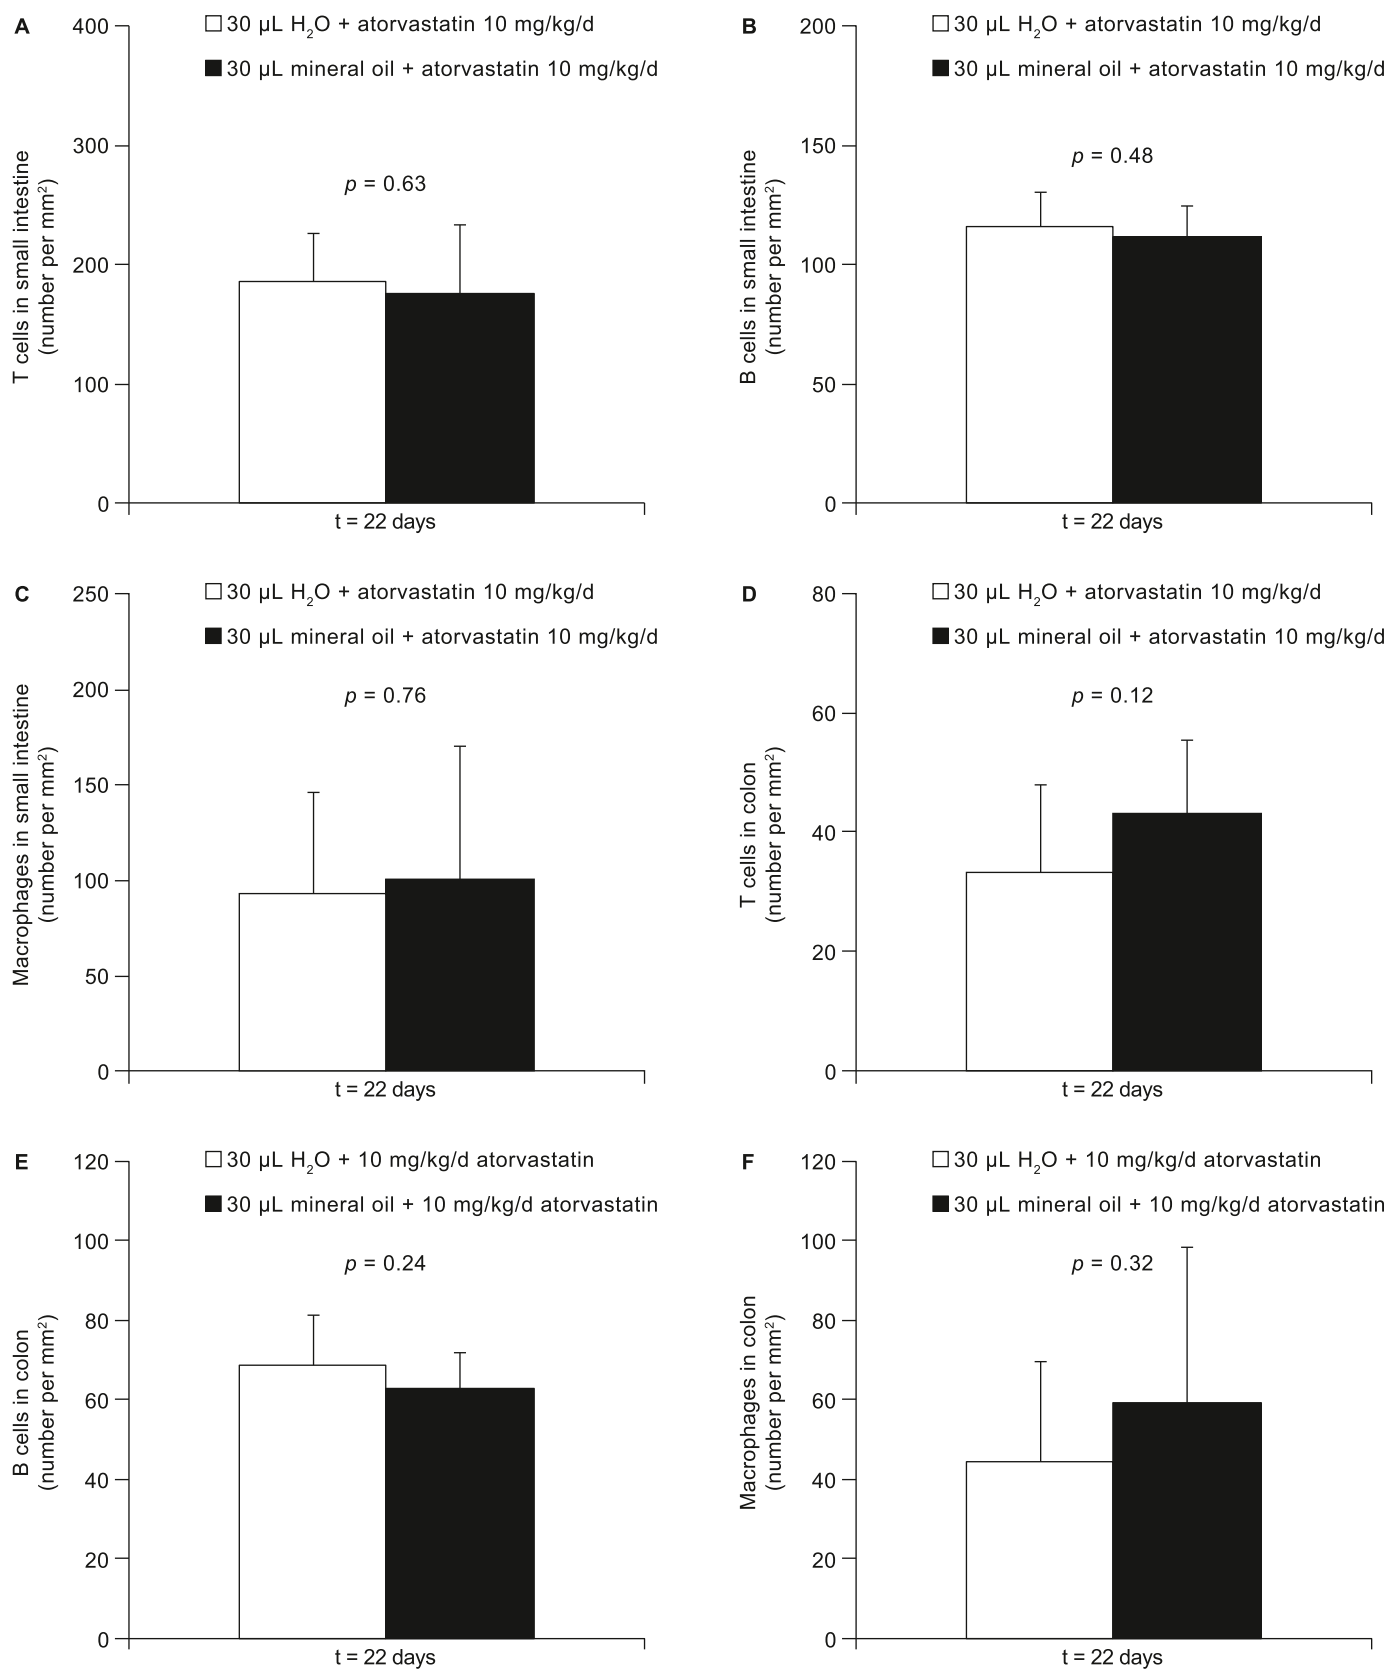 A
400
300
200
100
0
T cells in small intestine
(number per mm²)
30 µL H₂O + atorvastatin 10 mg/kg/d
30 µL mineral oil + atorvastatin 10 mg/kg/d
p = 0.63
t = 22 days
B
200
150
100
50
0
B cells in small intestine
(number per mm²)
30 µL H₂O + atorvastatin 10 mg/kg/d
30 µL mineral oil + atorvastatin 10 mg/kg/d
p = 0.48
t = 22 days
C
250
200
150
100
50
0
Macrophages in small intestine
(number per mm²)
30 µL H₂O + atorvastatin 10 mg/kg/d
30 µL mineral oil + atorvastatin 10 mg/kg/d
p = 0.76
t = 22 days
D
80
60
40
20
0
T cells in colon
(number per mm²)
30 µL H₂O + atorvastatin 10 mg/kg/d
30 µL mineral oil + atorvastatin 10 mg/kg/d
p = 0.12
t = 22 days
E
120
100
80
60
40
20
0
B cells in colon
(number per mm²)
30 µL H₂O + 10 mg/kg/d atorvastatin
30 µL mineral oil + 10 mg/kg/d atorvastatin
p = 0.24
t = 22 days
F
120
100
80
60
40
20
0
Macrophages in colon
(number per mm²)
30 µL H₂O + 10 mg/kg/d atorvastatin
30 µL mineral oil + 10 mg/kg/d atorvastatin
p = 0.32
t = 22 days